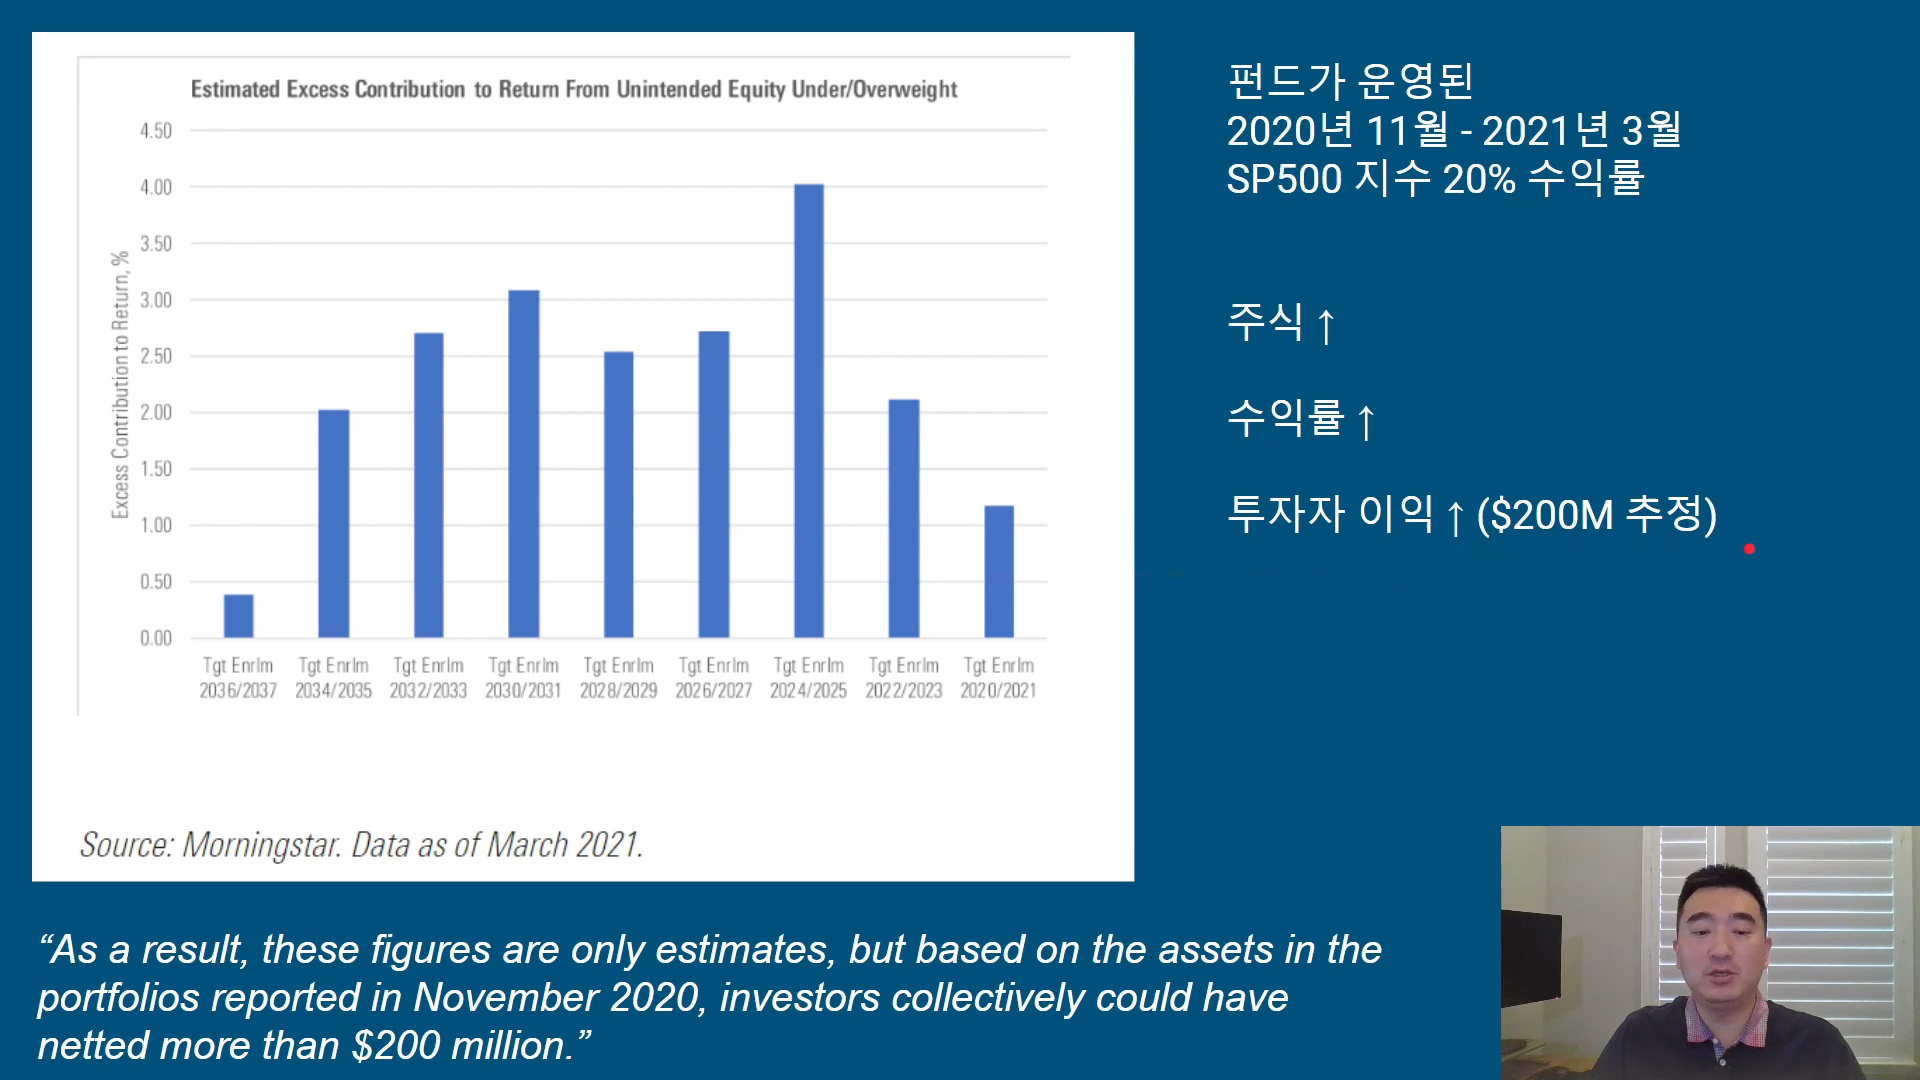 Estimated Excess Contribution to Return From Unintended Equity Under/Overweight
Excess Contribution to Return, %
4.50
4.00
3.50
3.00
2.50
2.00
1.50
1.00
0.50
0.00
Tgt Enrlm 2036/2037
Tgt Enrlm 2034/2035
Tgt Enrlm 2032/2033
Tgt Enrlm 2030/2031
Tgt Enrlm 2028/2029
Tgt Enrlm 2026/2027
Tgt Enrlm 2024/2025
Tgt Enrlm 2022/2023
Tgt Enrlm 2020/2021
Source: Morningstar. Data as of March 2021.
펀드가 운영된
2020년 11월 - 2021년 3월
SP500 지수 20% 수익률
주식 ↑
수익률 ↑
투자자 이익 ↑ ($200M 추정)
“As a result, these figures are only estimates, but based on the assets in the
portfolios reported in November 2020, investors collectively could have
netted more than $200 million.”